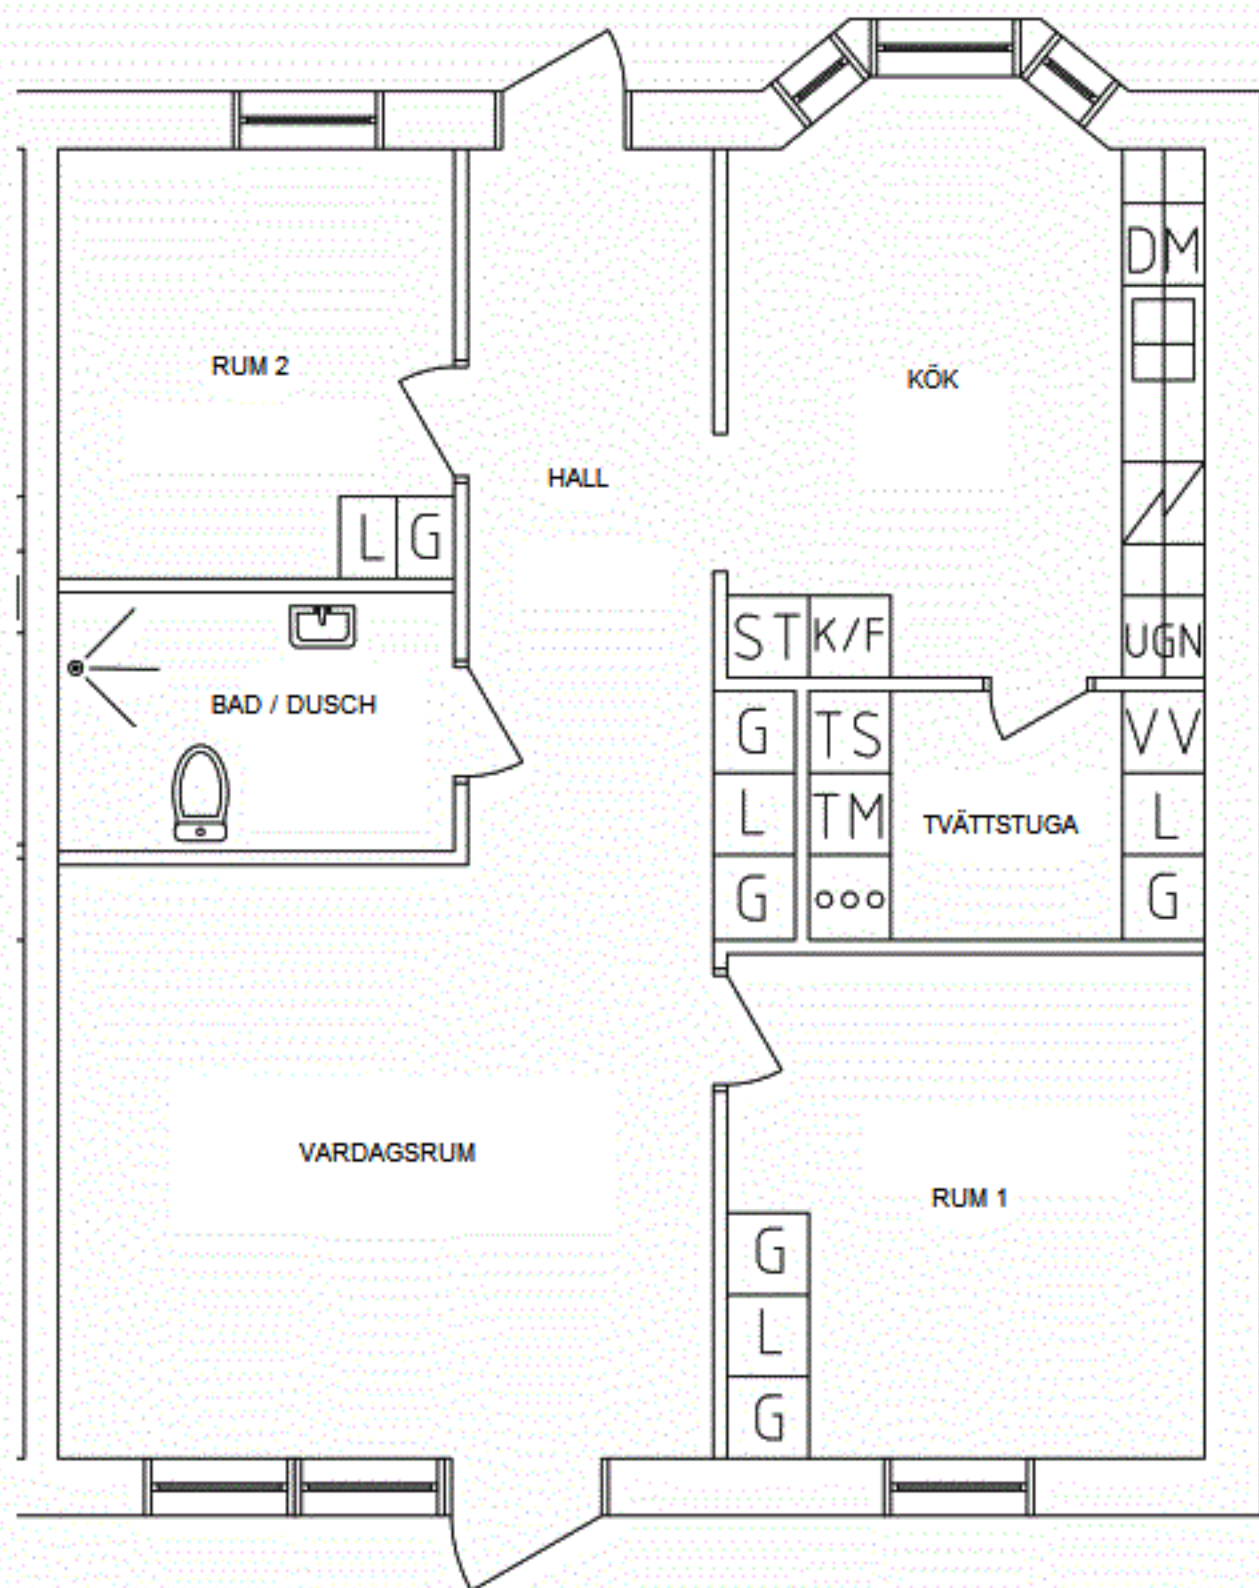 DM
RUM 2
KÖK
HALL
L G
ST K/F
UGN
BAD / DUSCH
G TS
VV
L TM
TVÄTTSTUGA
L
G
G
VARDAGSRUM
RUM 1
G
L
G